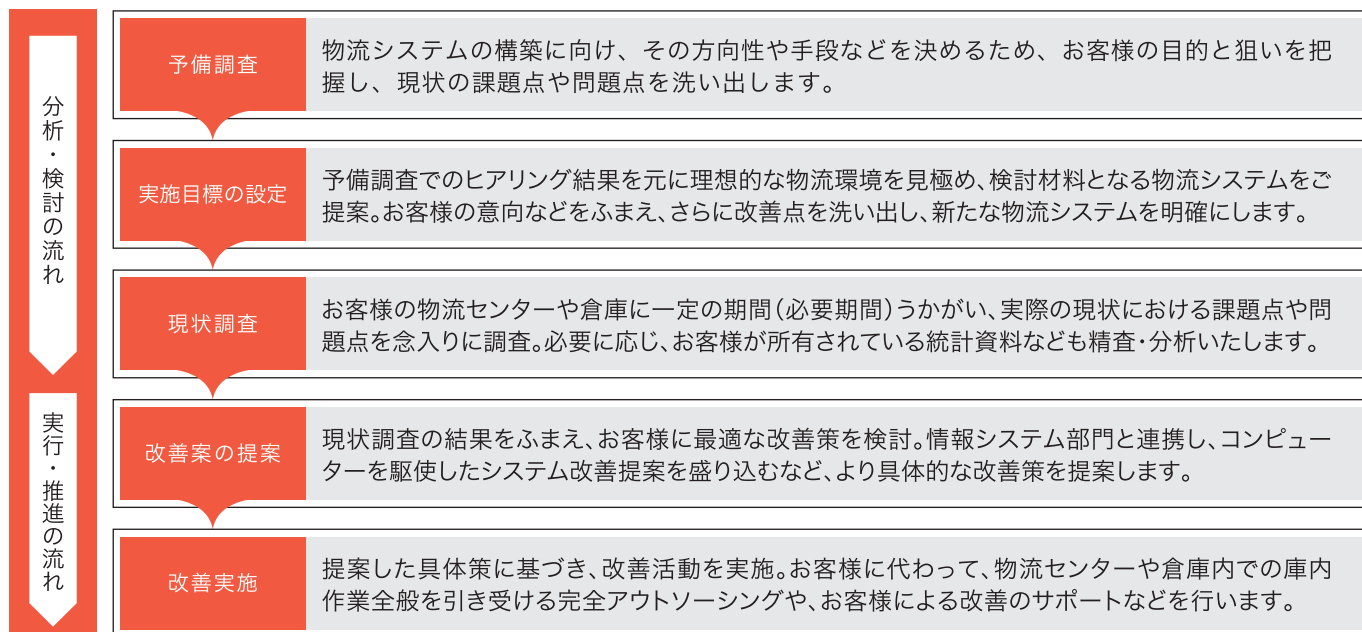 分析・検討の流れ
予備調査
物流システムの構築に向け、その方向性や手段などを決めるため、お客様の目的と狙いを把
握し、現状の課題点や問題点を洗い出します。
実施目標の設定
予備調査でのヒアリング結果を元に理想的な物流環境を見極め、検討材料となる物流システムをご
提案。お客様の意向などをふまえ、さらに改善点を洗い出し、新たな物流システムを明確にします。
現状調査
お客様の物流センターや倉庫に一定の期間（必要期間）うかがい、実際の現状における課題点や問
題点を念入りに調査。必要に応じ、お客様が所有されている統計資料なども精査・分析いたします。
実行・推進の流れ
改善案の提案
現状調査の結果をふまえ、お客様に最適な改善策を検討。情報システム部門と連携し、コンピュー
ターを駆使したシステム改善提案を盛り込むなど、より具体的な改善策を提案します。
改善実施
提案した具体策に基づき、改善活動を実施。お客様に代わって、物流センターや倉庫内での庫内
作業全般を引き受ける完全アウトソーシングや、お客様による改善のサポートなどを行います。